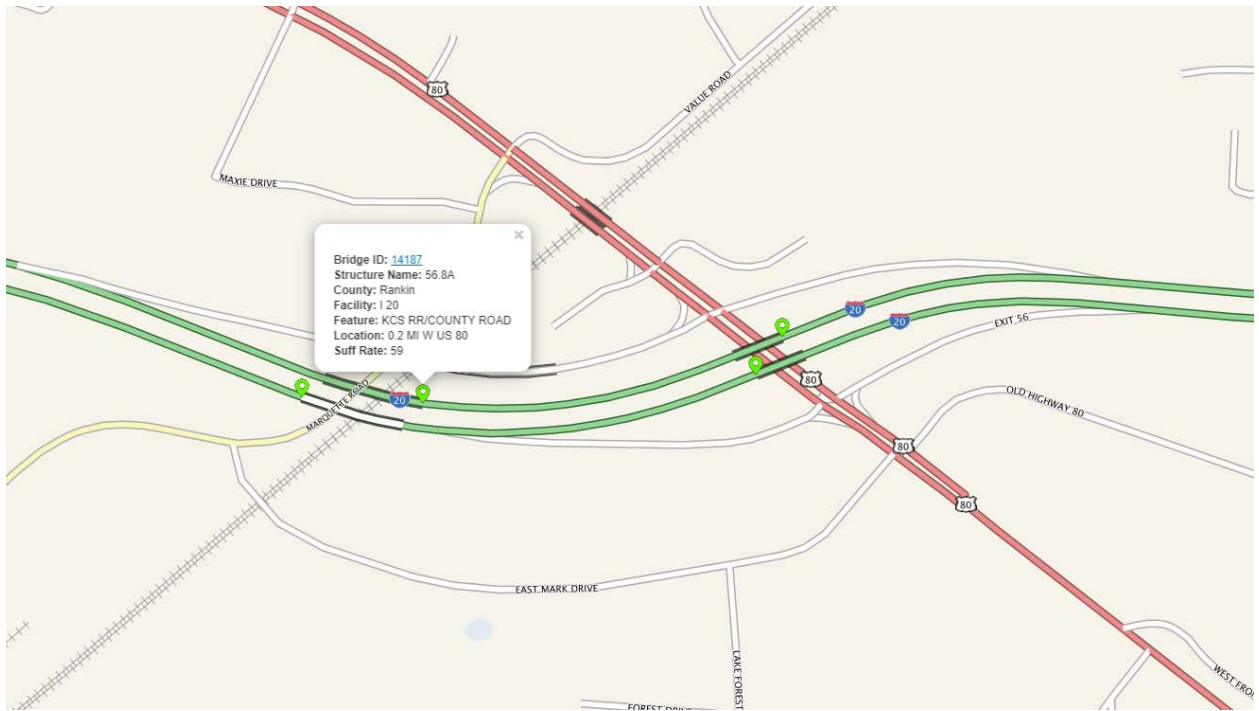 80
VALUE ROAD
MAXIE DRIVE
×
Bridge ID: 14187
Structure Name: 56.8A
County: Rankin
Facility: I 20
Feature: KCS RR/COUNTY ROAD
Location: 0.2 MI W US 80
Suff Rate: 59
20
20
EXIT 56
80
OLD HIGHWAY 80
MARQUETTE ROAD
20
80
80
EAST MARK DRIVE
LAKE FOREST
WEST FRO
FOREST DRIVE